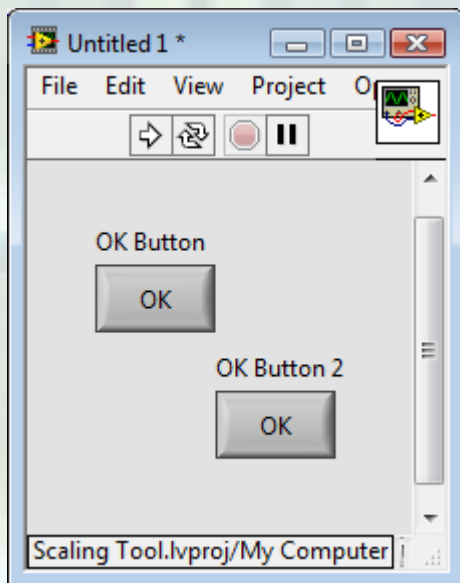 Untitled 1 *
File Edit View Project
OK Button
OK
OK Button 2
OK
Scaling Tool.lvproj/My Computer